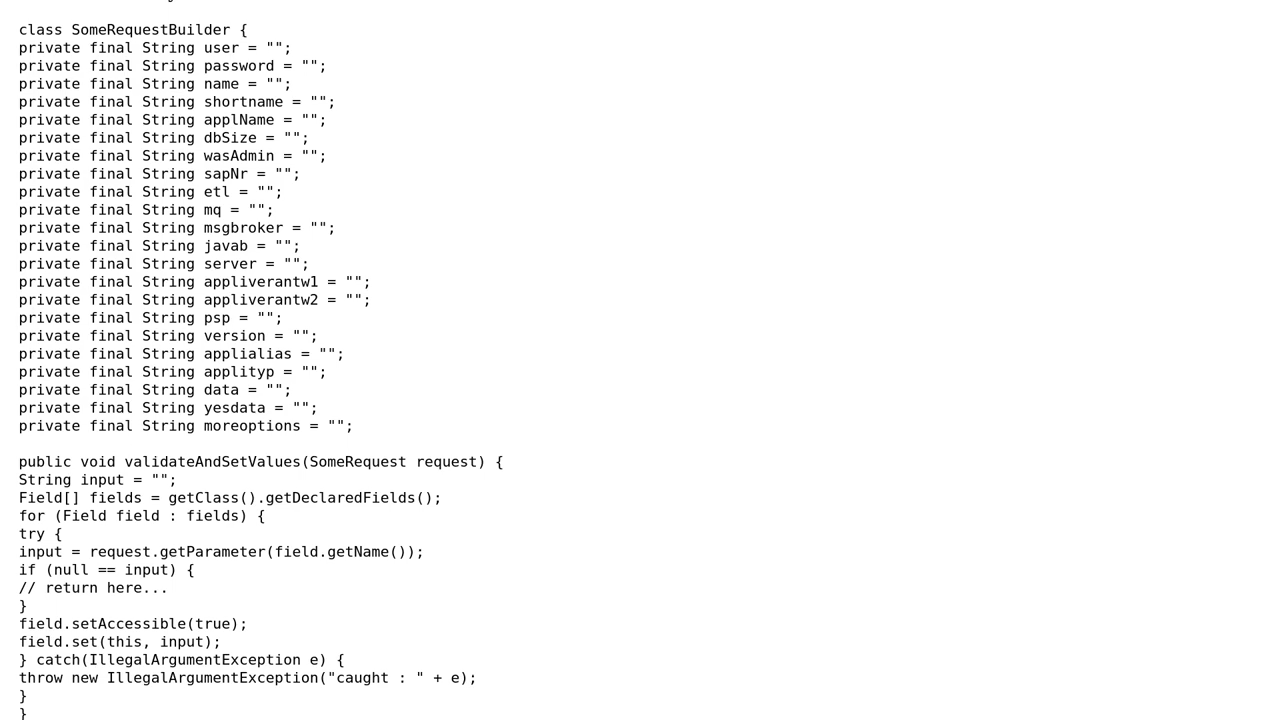 class SomeRequestBuilder {
private final String user = "";
private final String password = "";
private final String name = "";
private final String shortname = "";
private final String applName = "";
private final String dbSize = "";
private final String wasAdmin = "";
private final String sapNr = "";
private final String etl = "";
private final String mq = "";
private final String msgbroker = "";
private final String javab = "";
private final String server = "";
private final String appliverantw1 = "";
private final String appliverantw2 = "";
private final String psp = "";
private final String version = "";
private final String applialias = "";
private final String applityp = "";
private final String data = "";
private final String yesdata = "";
private final String moreoptions = "";
public void validateAndSetValues(SomeRequest request) {
String input = "";
Field[] fields = getClass().getDeclaredFields();
for (Field field : fields) {
try {
input = request.getParameter(field.getName());
if (null == input) {
// return here...
}
field.setAccessible(true);
field.set(this, input);
} catch(IllegalArgumentException e) {
throw new IllegalArgumentException("caught : " + e);
}
}